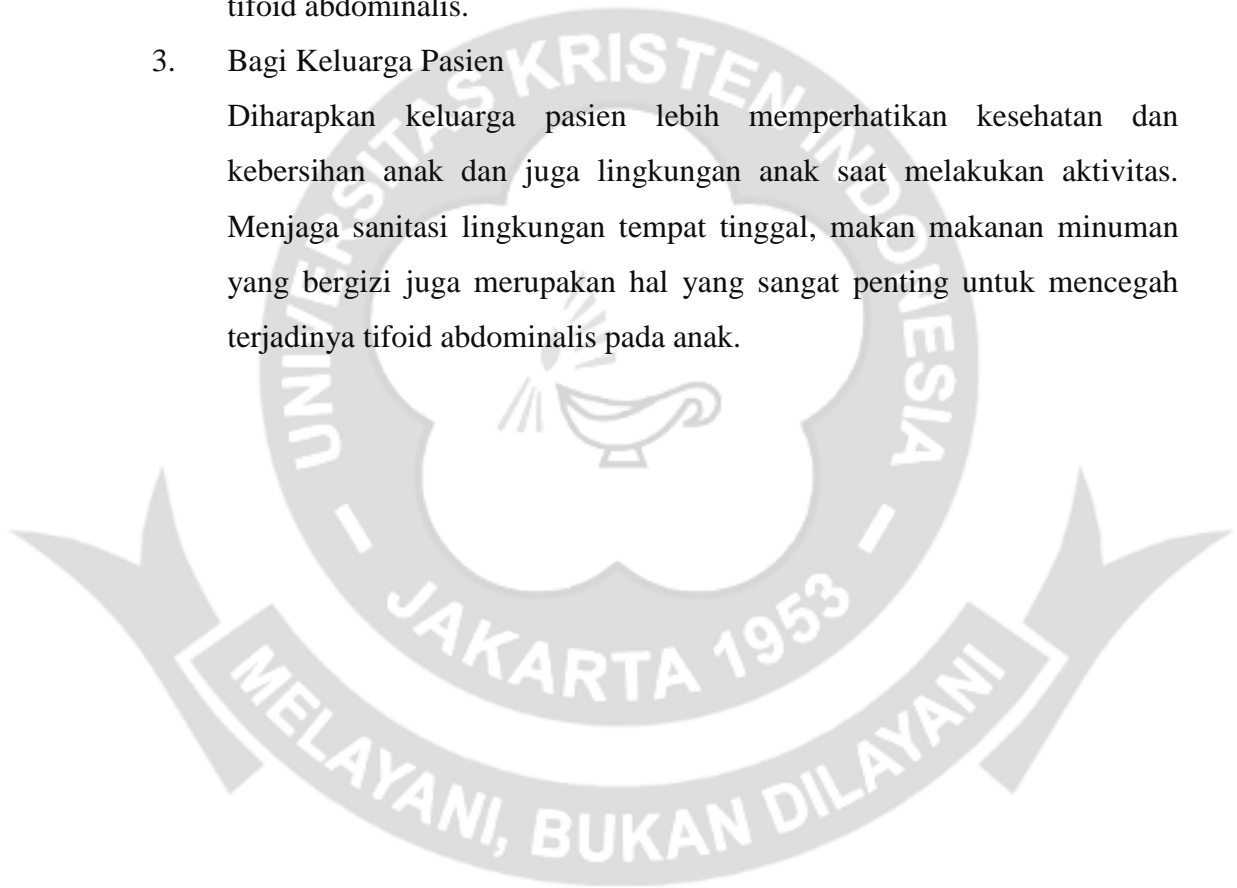 tifoid abdominalis.
3. Bagi Keluarga Pasien
Diharapkan keluarga pasien lebih memperhatikan kesehatan dan
kebersihan anak dan juga lingkungan anak saat melakukan aktivitas.
Menjaga sanitasi lingkungan tempat tinggal, makan makanan minuman
yang bergizi juga merupakan hal yang sangat penting untuk mencegah
terjadinya tifoid abdominalis pada anak.
UNIVERSITAS KRISTEN INDONESIA
JAKARTA 1953
MELAYANI, BUKAN DILAYANI